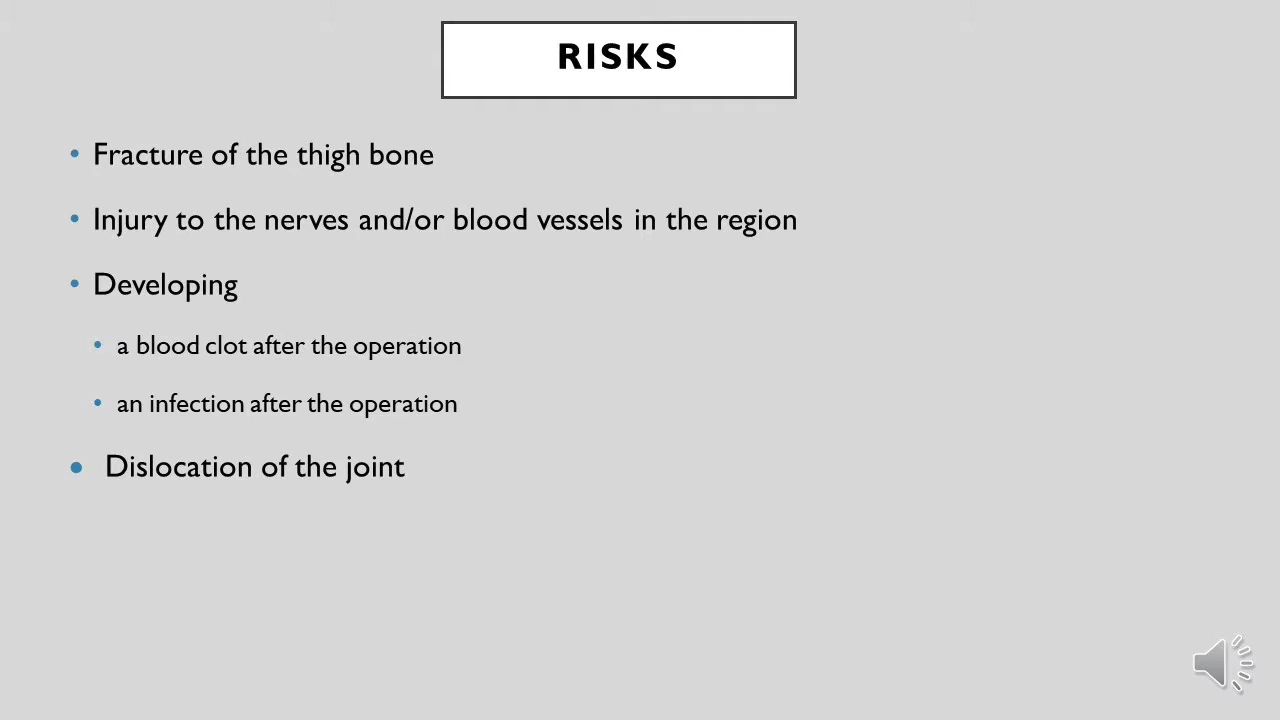 RISKS
• Fracture of the thigh bone
• Injury to the nerves and/or blood vessels in the region
• Developing
• a blood clot after the operation
• an infection after the operation
• Dislocation of the joint